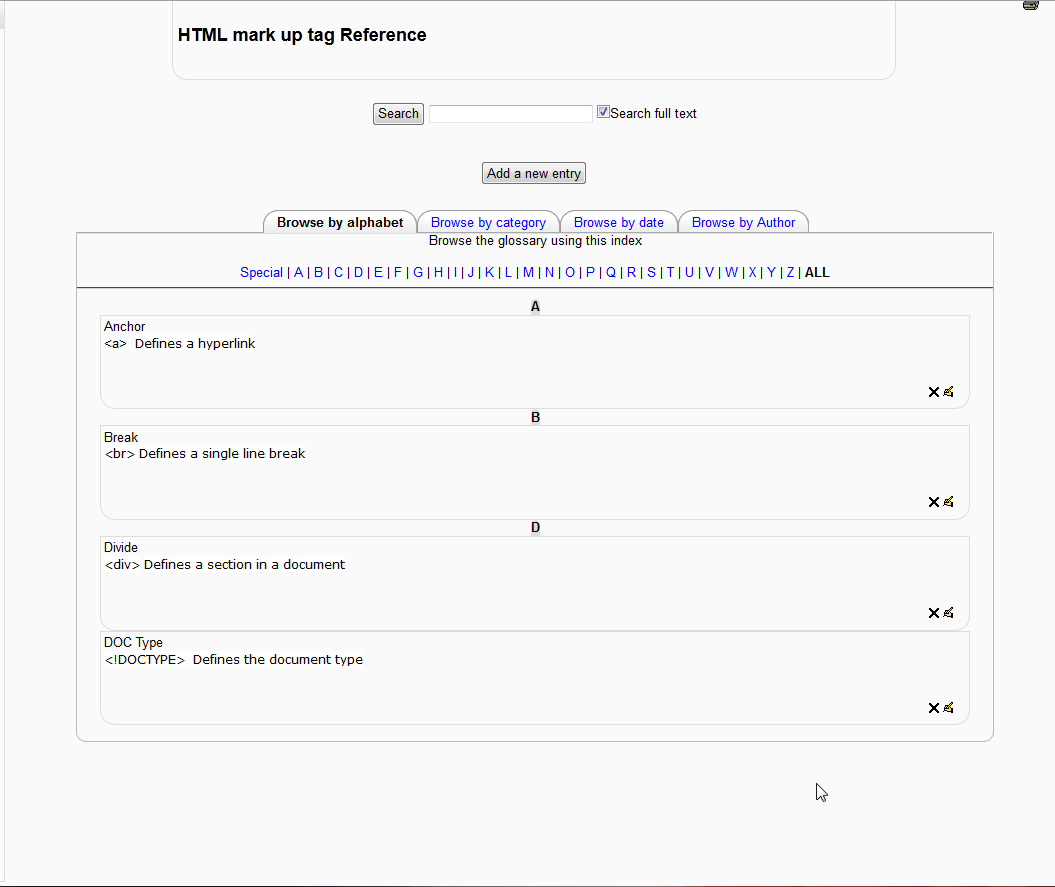 HTML mark up tag Reference
Search
Search full text
Add a new entry
Browse by alphabet Browse by category Browse by date Browse by Author
Browse the glossary using this index
Special | A | B | C | D | E | F | G | H | I | J | K | L | M | N | O | P | Q | R | S | T | U | V | W | X | Y | Z | ALL
A
Anchor
<a>  Defines a hyperlink
B
Break
<br> Defines a single line break
D
Divide
<div> Defines a section in a document
DOC Type
<!DOCTYPE>  Defines the document type